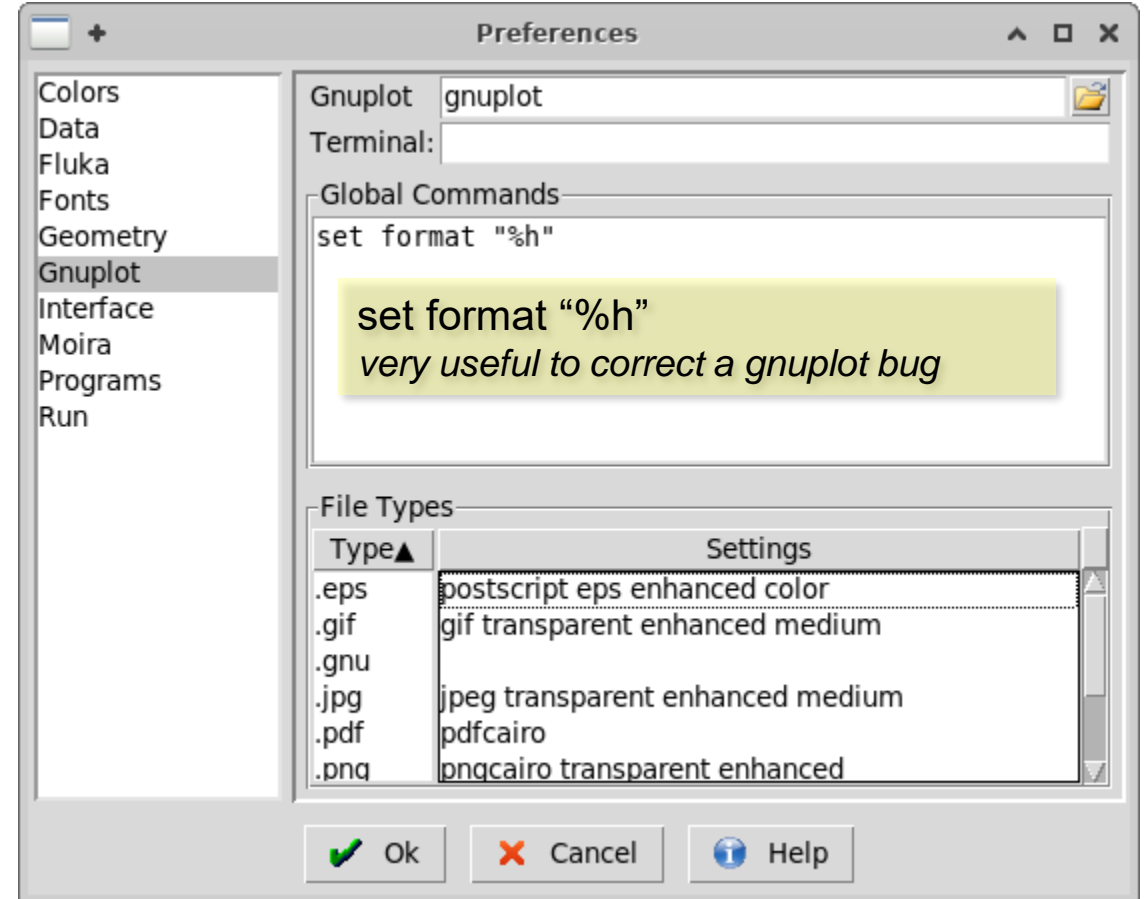 Preferences
Colors
Data
Fluka
Fonts
Geometry
Gnuplot
Interface
Moira
Programs
Run
Gnuplot gnuplot
Terminal:
Global Commands
set format "%h"
set format “%h”
very useful to correct a gnuplot bug
File Types
Type▲ Settings
.eps postscript eps enhanced color
.gif gif transparent enhanced medium
.gnu
.jpg jpeg transparent enhanced medium
.pdf pdfcairo
.png pngcairo transparent enhanced
Ok Cancel Help